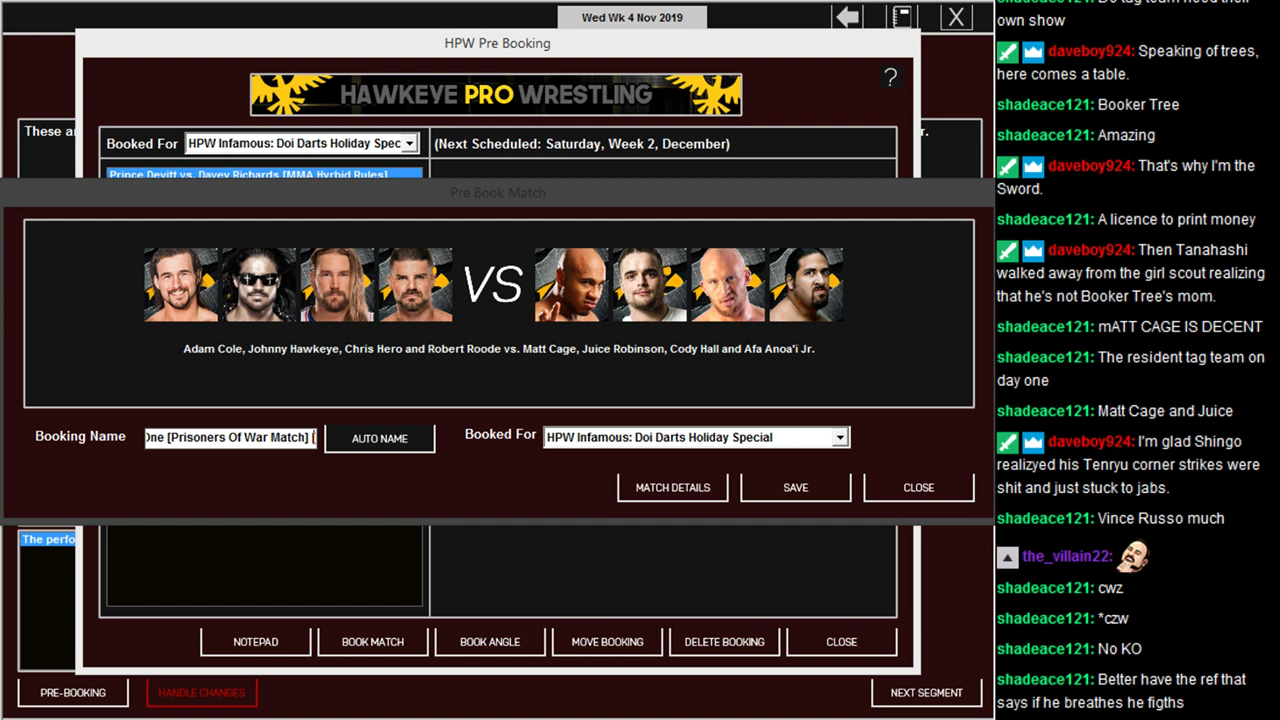 Wed Wk 4 Nov 2019
HPW Pre Booking
HAWKEYE PRO WRESTLING
?
These ar
r.
Booked For
HPW Infamous: Doi Darts Holiday Spec
(Next Scheduled: Saturday, Week 2, December)
Prince Devitt vs. Davey Richards [MMA Hyrbid Rules]
Pre Book Match
VS
Adam Cole, Johnny Hawkeye, Chris Hero and Robert Roode vs. Matt Cage, Juice Robinson, Cody Hall and Afa Anoa'i Jr.
Booking Name
One [Prisoners Of War Match] [
AUTO NAME
Booked For
HPW Infamous: Doi Darts Holiday Special
MATCH DETAILS
SAVE
CLOSE
The perfo
NOTEPAD
BOOK MATCH
BOOK ANGLE
MOVE BOOKING
DELETE BOOKING
CLOSE
PRE-BOOKING
HANDLE CHANGES
NEXT SEGMENT
own show
daveboy924: Speaking of trees,
here comes a table.
shadeace121: Booker Tree
shadeace121: Amazing
daveboy924: That's why I'm the
Sword.
shadeace121: A licence to print money
daveboy924: Then Tanahashi
walked away from the girl scout realizing
that he's not Booker Tree's mom.
shadeace121: mATT CAGE IS DECENT
shadeace121: The resident tag team on
day one
shadeace121: Matt Cage and Juice
daveboy924: I'm glad Shingo
realizyed his Tenryu corner strikes were
shit and just stuck to jabs.
shadeace121: Vince Russo much
the_villain22:
shadeace121: cwz
shadeace121: *czw
shadeace121: No KO
shadeace121: Better have the ref that
says if he breathes he figths